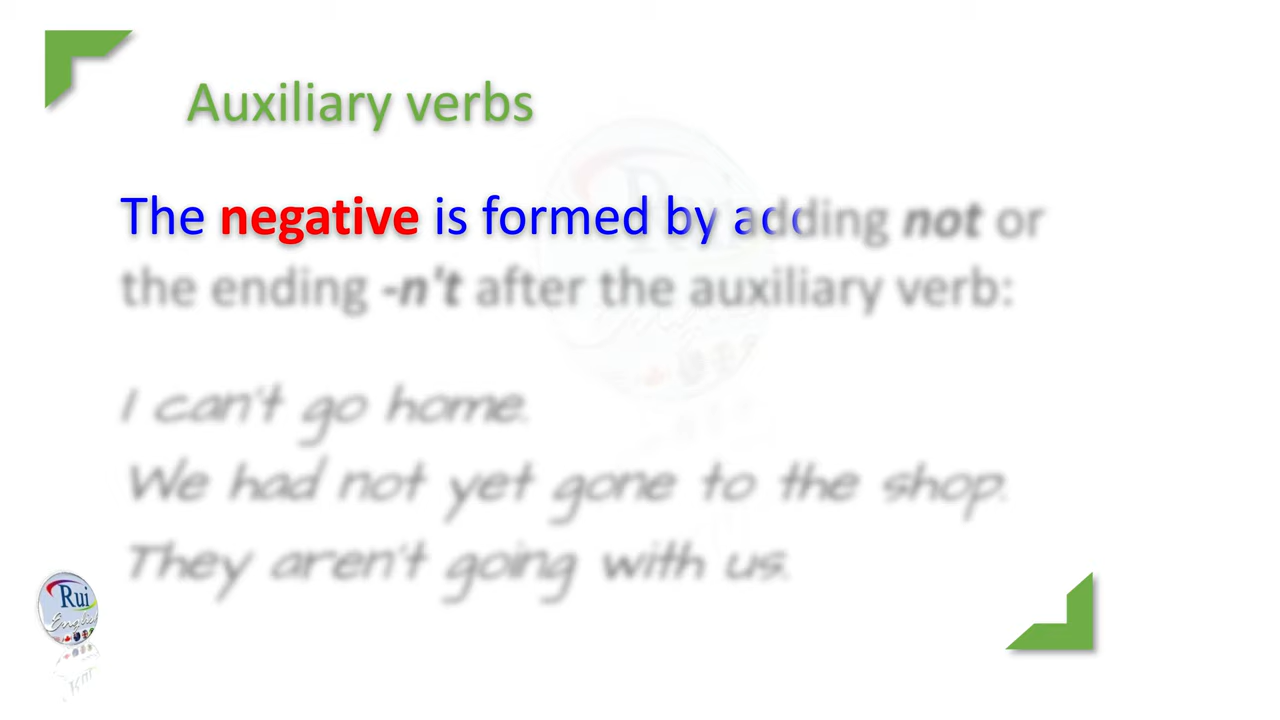 Auxiliary verbs
The negative is formed by adding not or
the ending -n't after the auxiliary verb:
I can't go home.
We had not yet gone to the shop.
They aren't going with us.
Rui
English